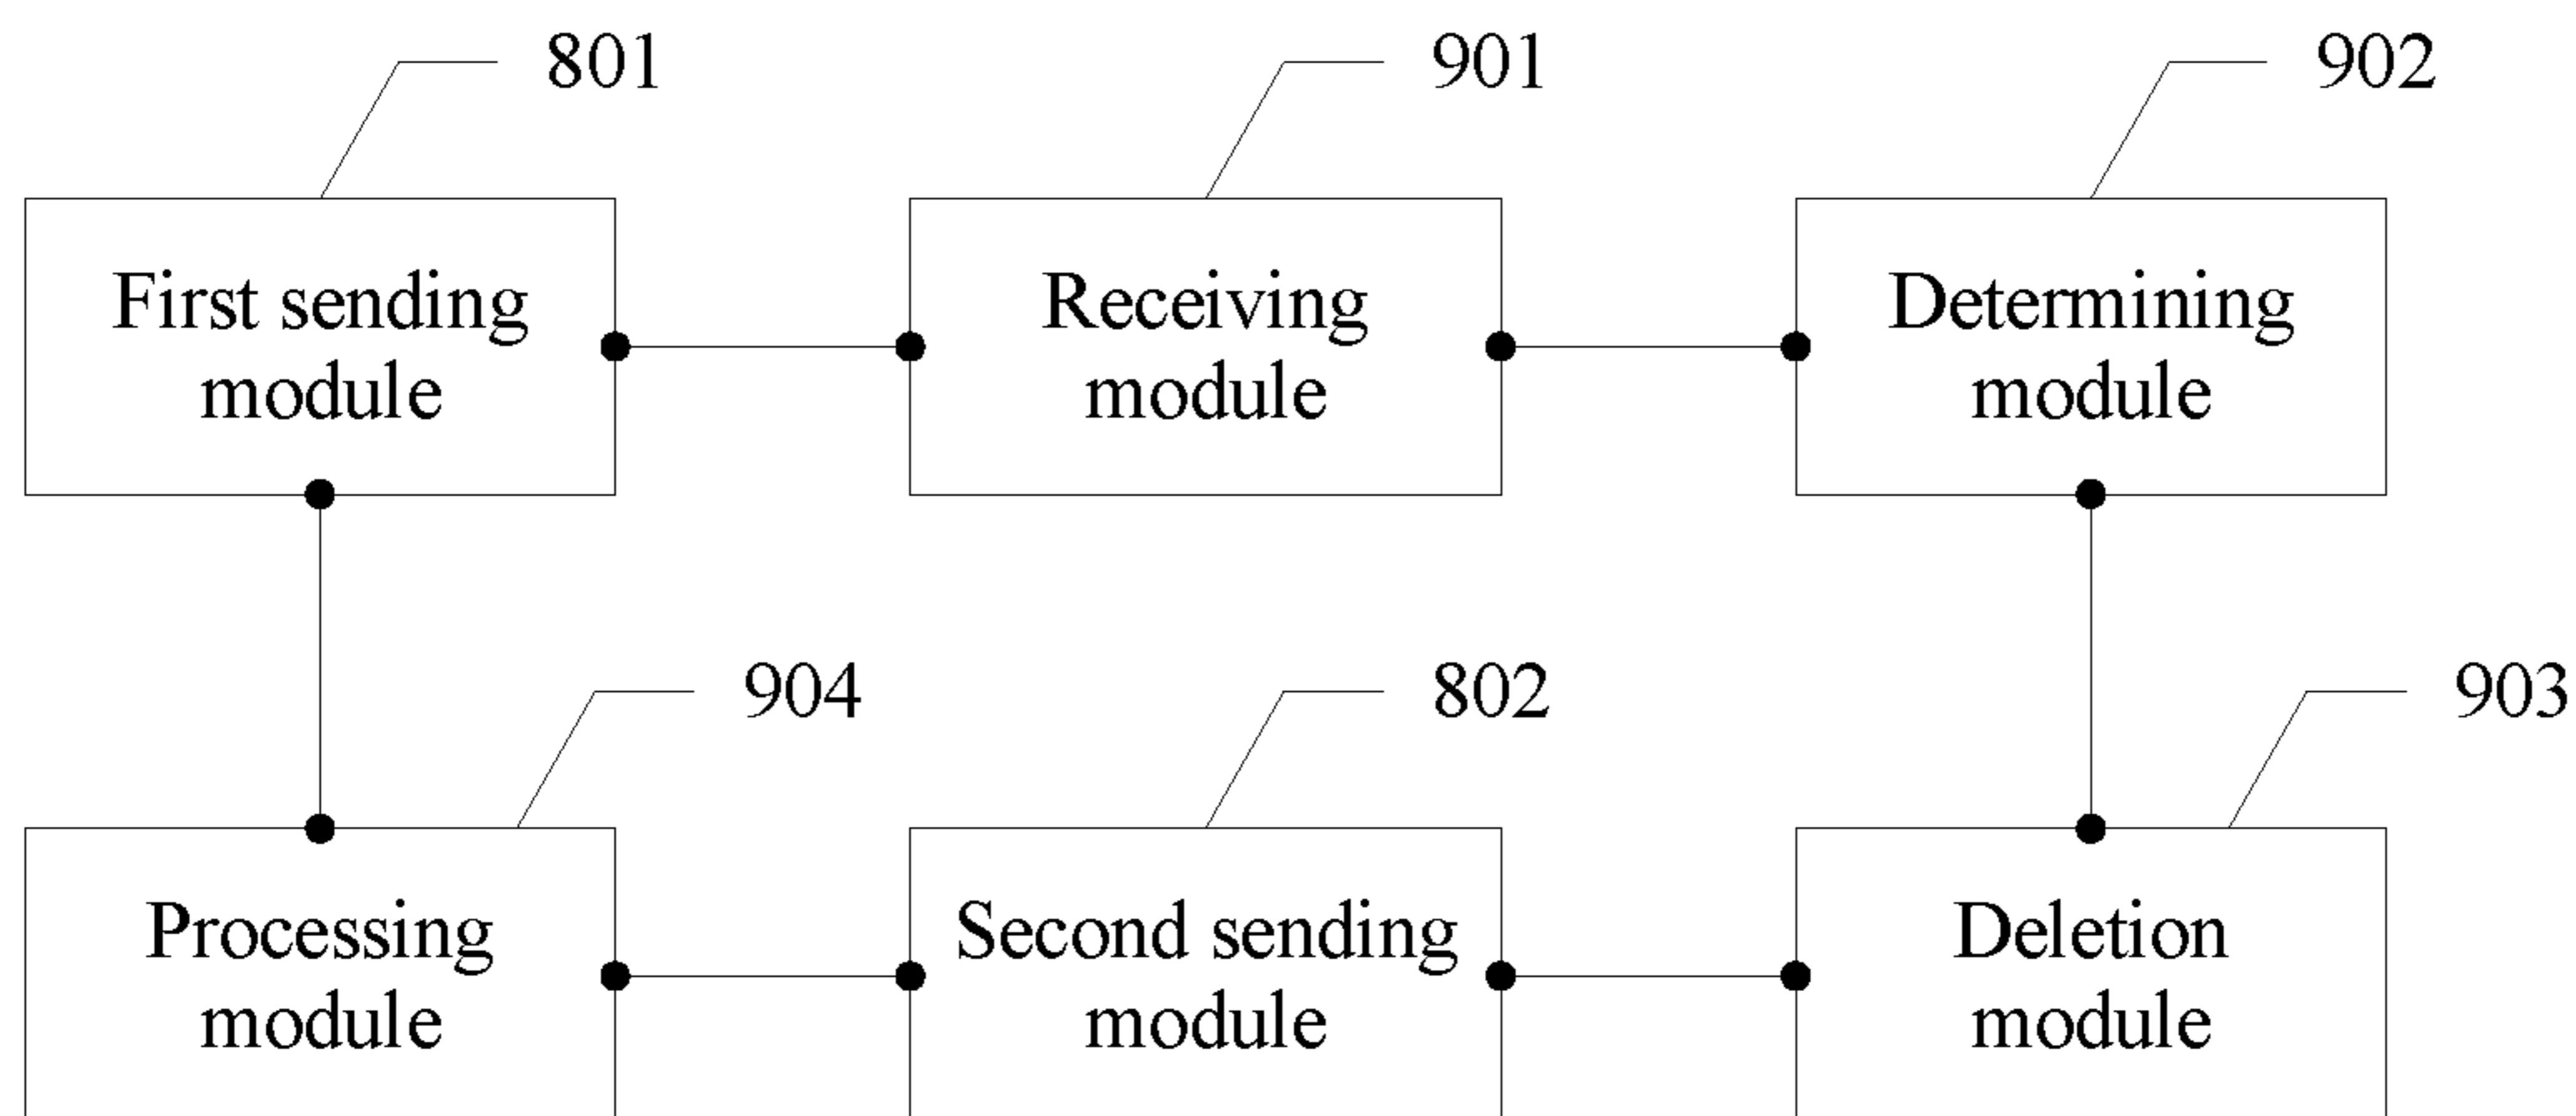 801
901
902
First sending
module
Receiving
module
Determining
module
904
802
903
Processing
module
Second sending
module
Deletion
module